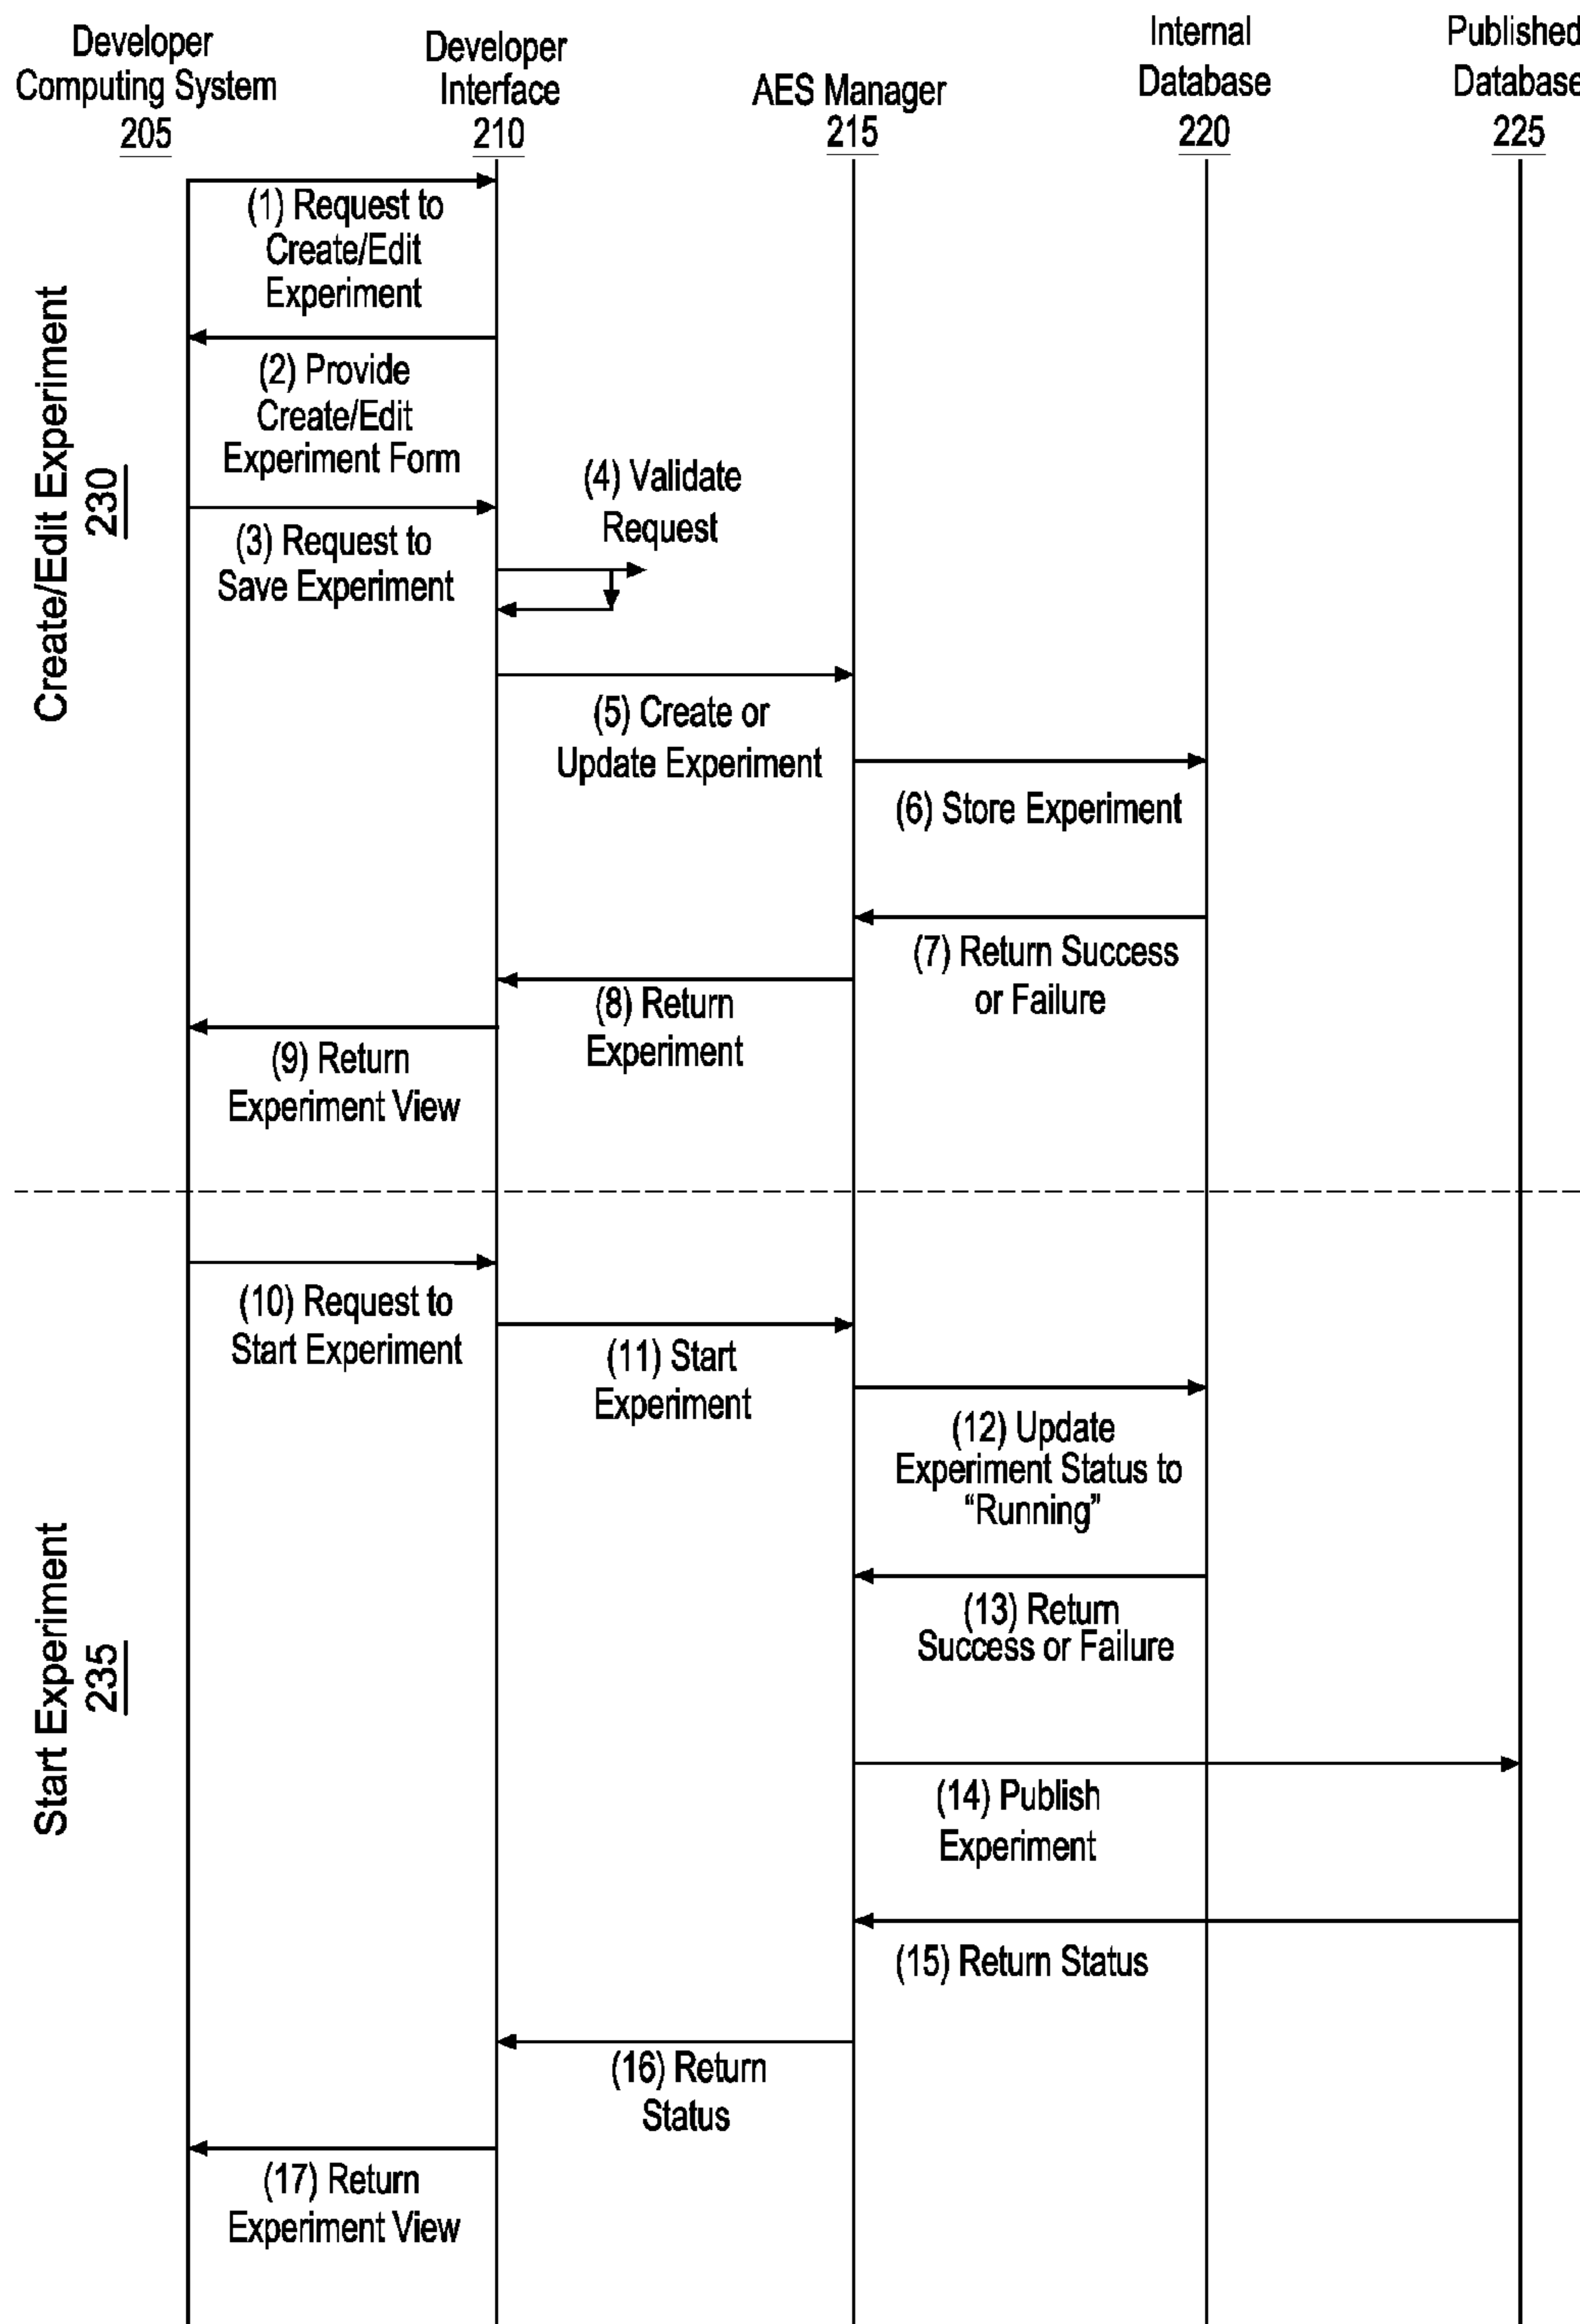 Developer
Computing System
205
Developer
Interface
210
AES Manager
215
Internal
Database
220
Published
Database
225
Create/Edit Experiment
230
(1) Request to
Create/Edit
Experiment
(2) Provide
Create/Edit
Experiment Form
(3) Request to
Save Experiment
(4) Validate
Request
(5) Create or
Update Experiment
(6) Store Experiment
(7) Return Success
or Failure
(8) Return
Experiment
(9) Return
Experiment View
Start Experiment
235
(10) Request to
Start Experiment
(11) Start
Experiment
(12) Update
Experiment Status to
“Running”
(13) Return
Success or Failure
(14) Publish
Experiment
(15) Return Status
(16) Return
Status
(17) Return
Experiment View